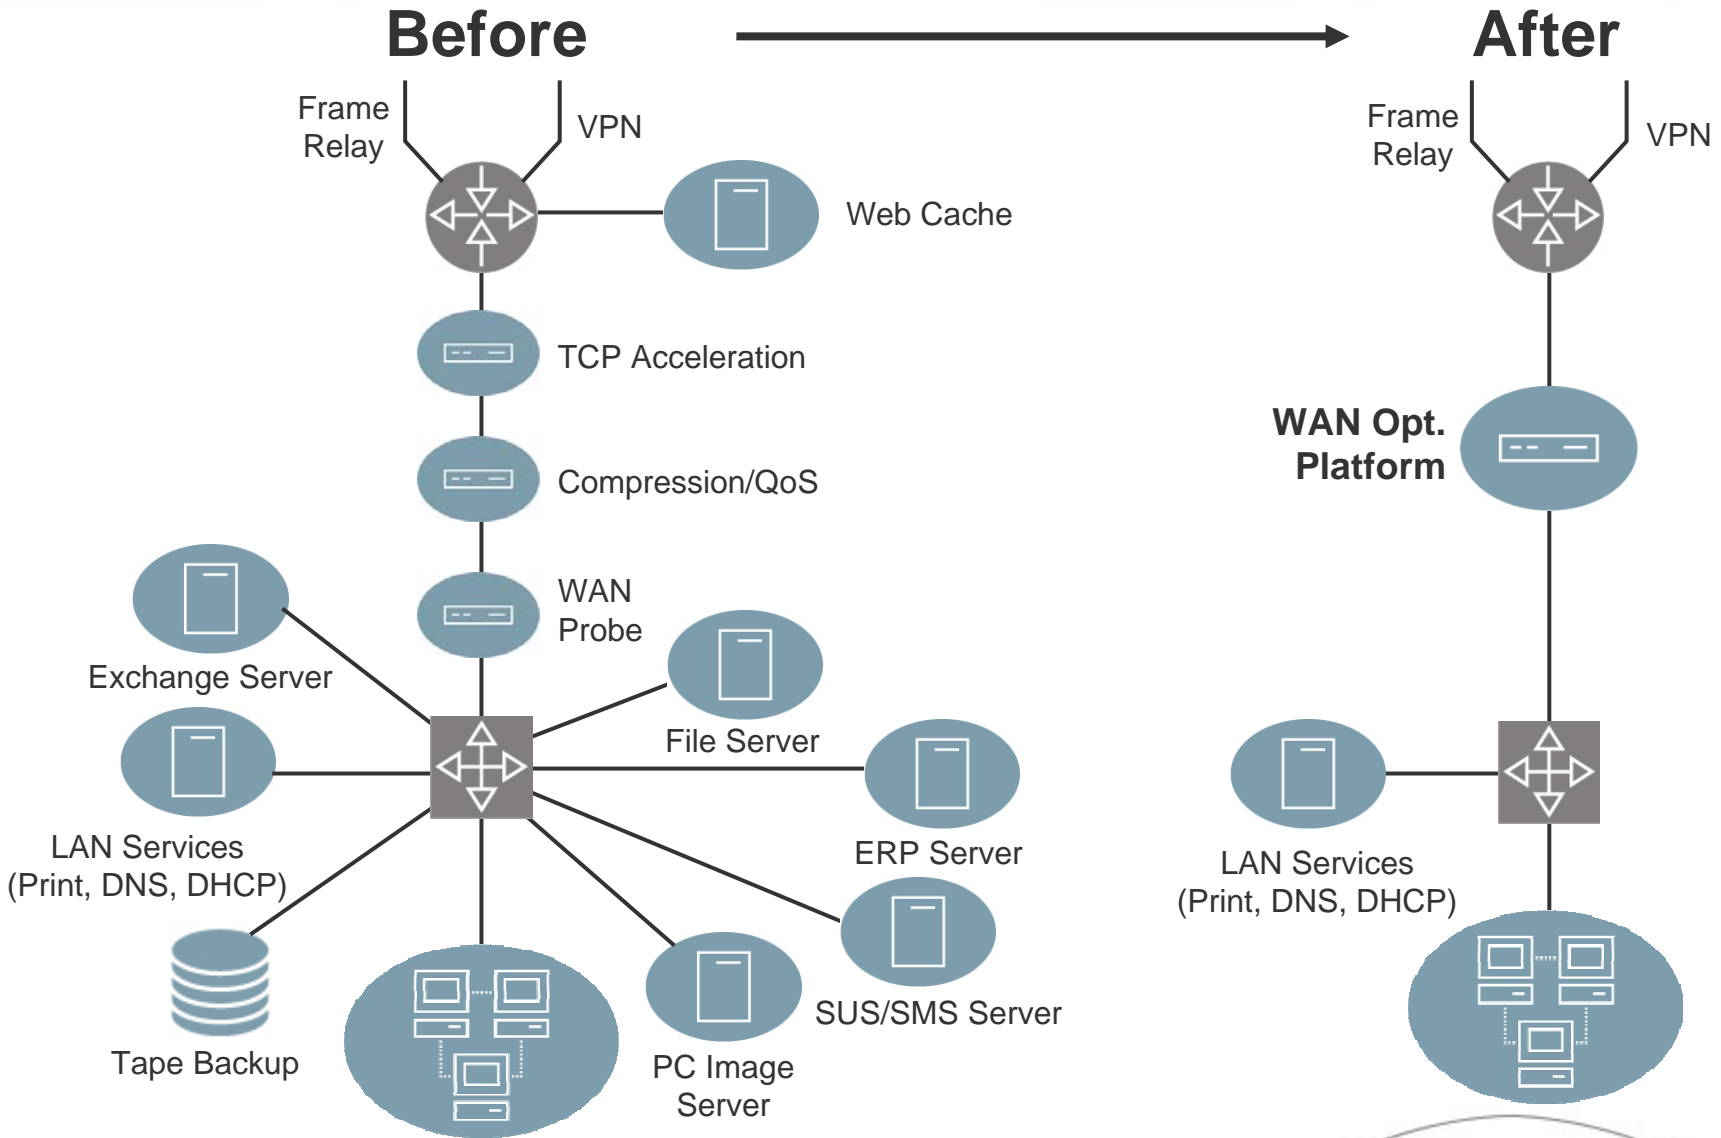 Before
After
Frame
Relay
VPN
Web Cache
TCP Acceleration
Compression/QoS
WAN
Probe
Exchange Server
File Server
LAN Services
(Print, DNS, DHCP)
ERP Server
SUS/SMS Server
Tape Backup
PC Image
Server
Frame
Relay
VPN
WAN Opt.
Platform
LAN Services
(Print, DNS, DHCP)